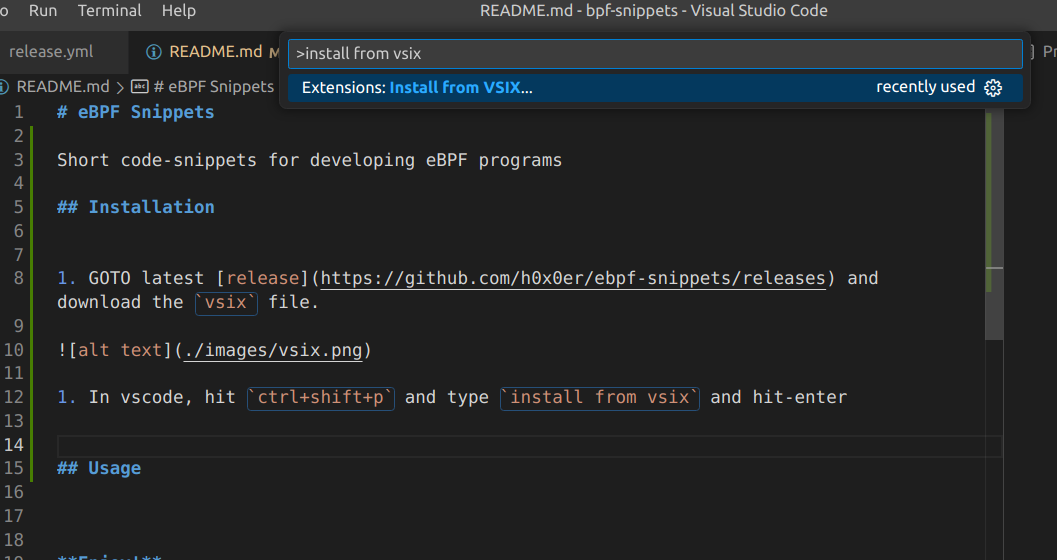 o Run Terminal Help README.md - bpf-snippets - Visual Studio Code
release.yml README.md M
>install from vsix
Extensions: Install from VSIX... recently used
README.md > # eBPF Snippets
1 # eBPF Snippets
2
3 Short code-snippets for developing eBPF programs
4
5 ## Installation
6
7
8 1. GOTO latest [release](https://github.com/h0x0er/ebpf-snippets/releases) and
download the `vsix` file.
9
10 ![alt text](./images/vsix.png)
11
12 1. In vscode, hit `ctrl+shift+p` and type `install from vsix` and hit-enter
13
14
15 ## Usage
16
17
18